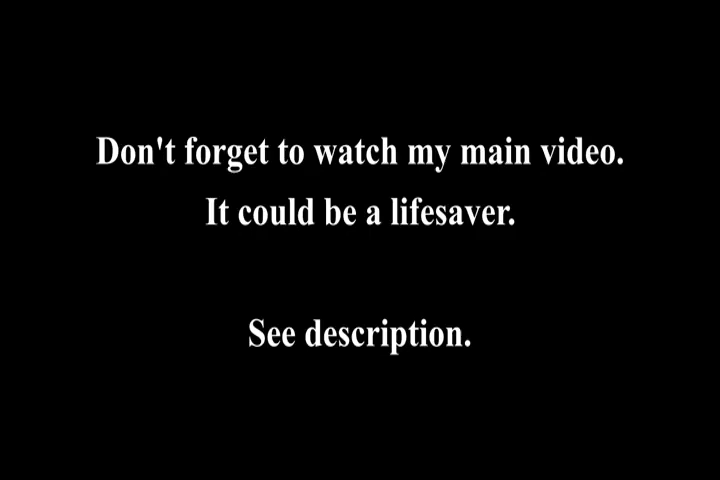 Don't forget to watch my main video.
It could be a lifesaver.
See description.